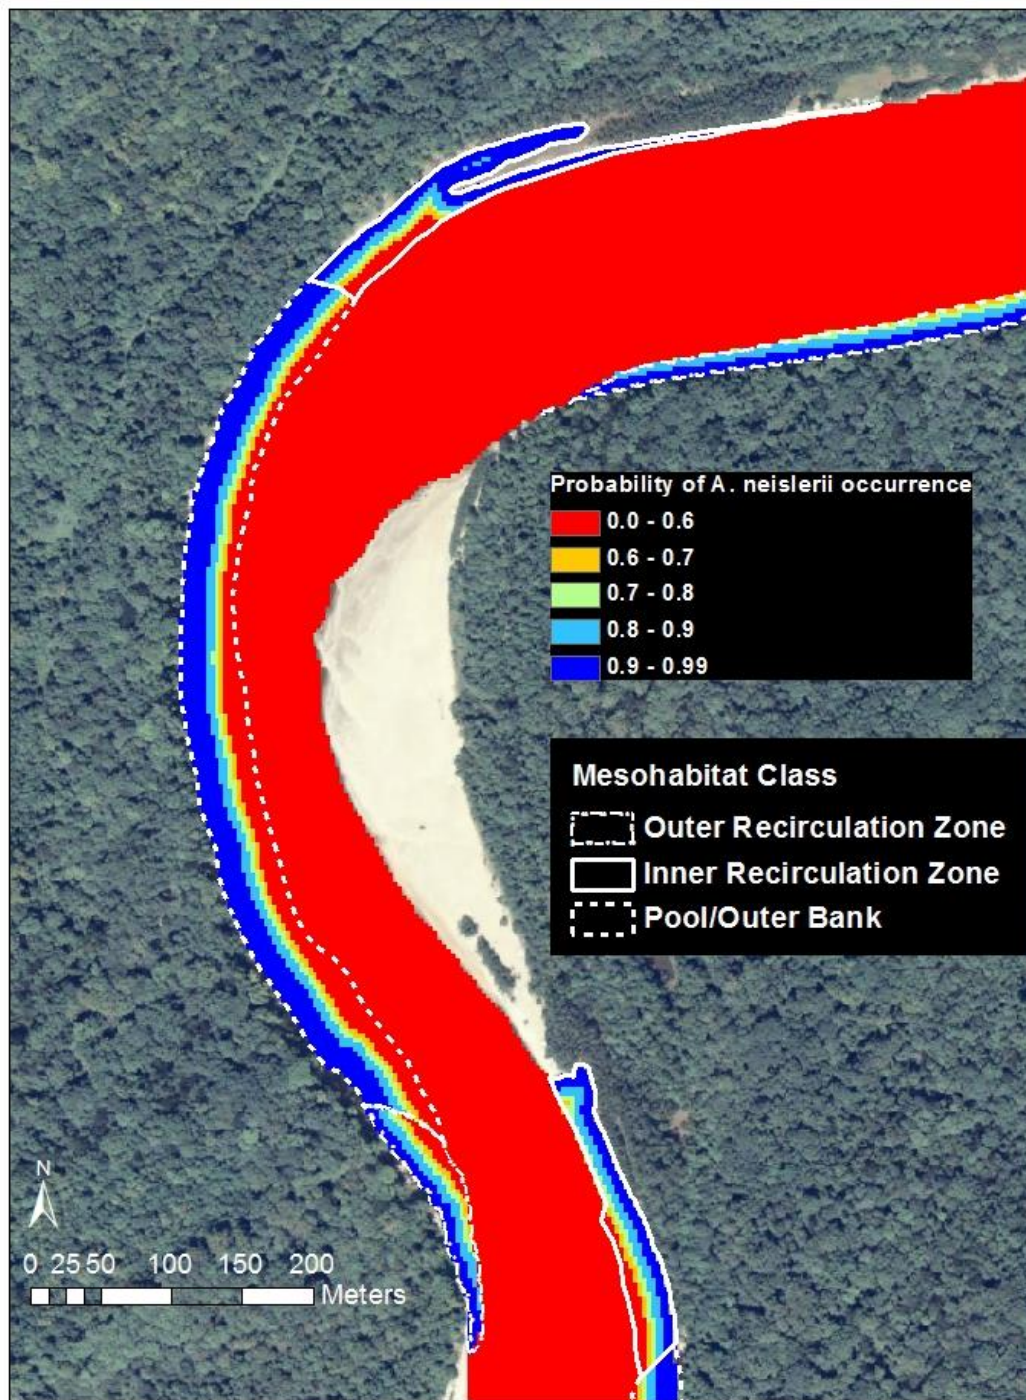 Probability of A. neislerii occurrence
0.0 - 0.6
0.6 - 0.7
0.7 - 0.8
0.8 - 0.9
0.9 - 0.99
Mesohabitat Class
Outer Recirculation Zone
Inner Recirculation Zone
Pool/Outer Bank
N
0 25 50 100 150 200
Meters